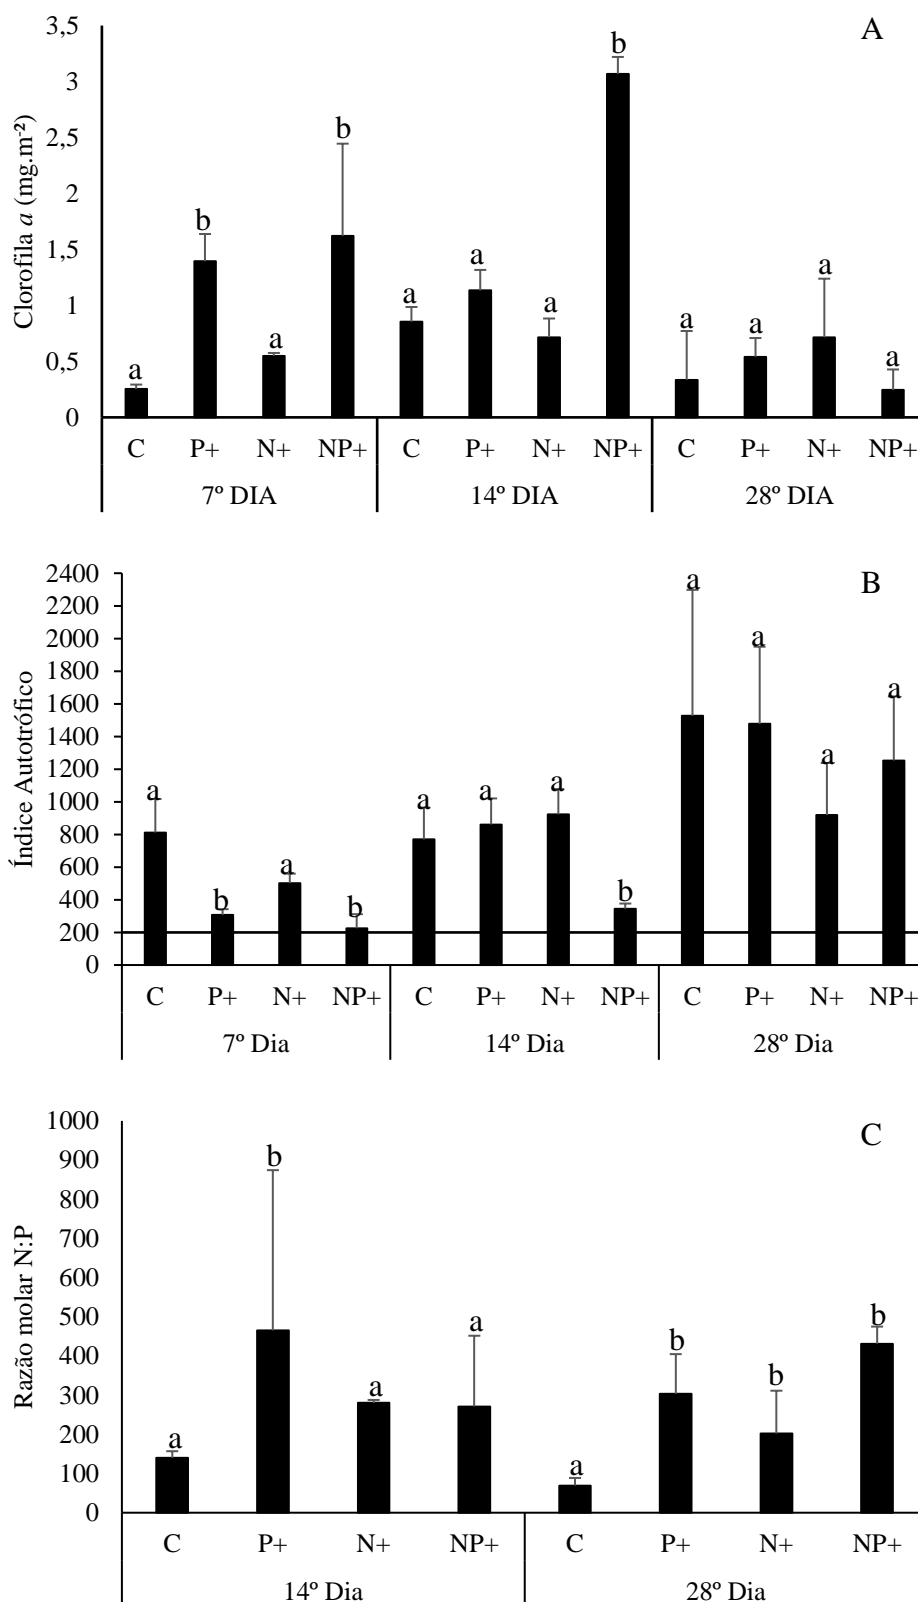 A
Clorofila a (mg.m⁻²)
3,5
3
2,5
2
1,5
1
0,5
0
a b a b a a a b a a a a
C P+ N+ NP+ C P+ N+ NP+ C P+ N+ NP+
7º DIA 14º DIA 28º DIA
B
Índice Autotrófico
2400
2200
2000
1800
1600
1400
1200
1000
800
600
400
200
0
a b a b a a a b a a a a
C P+ N+ NP+ C P+ N+ NP+ C P+ N+ NP+
7º Dia 14º Dia 28º Dia
C
Razão molar N:P
1000
900
800
700
600
500
400
300
200
100
0
a b a a a b b b
C P+ N+ NP+ C P+ N+ NP+
14º Dia 28º Dia